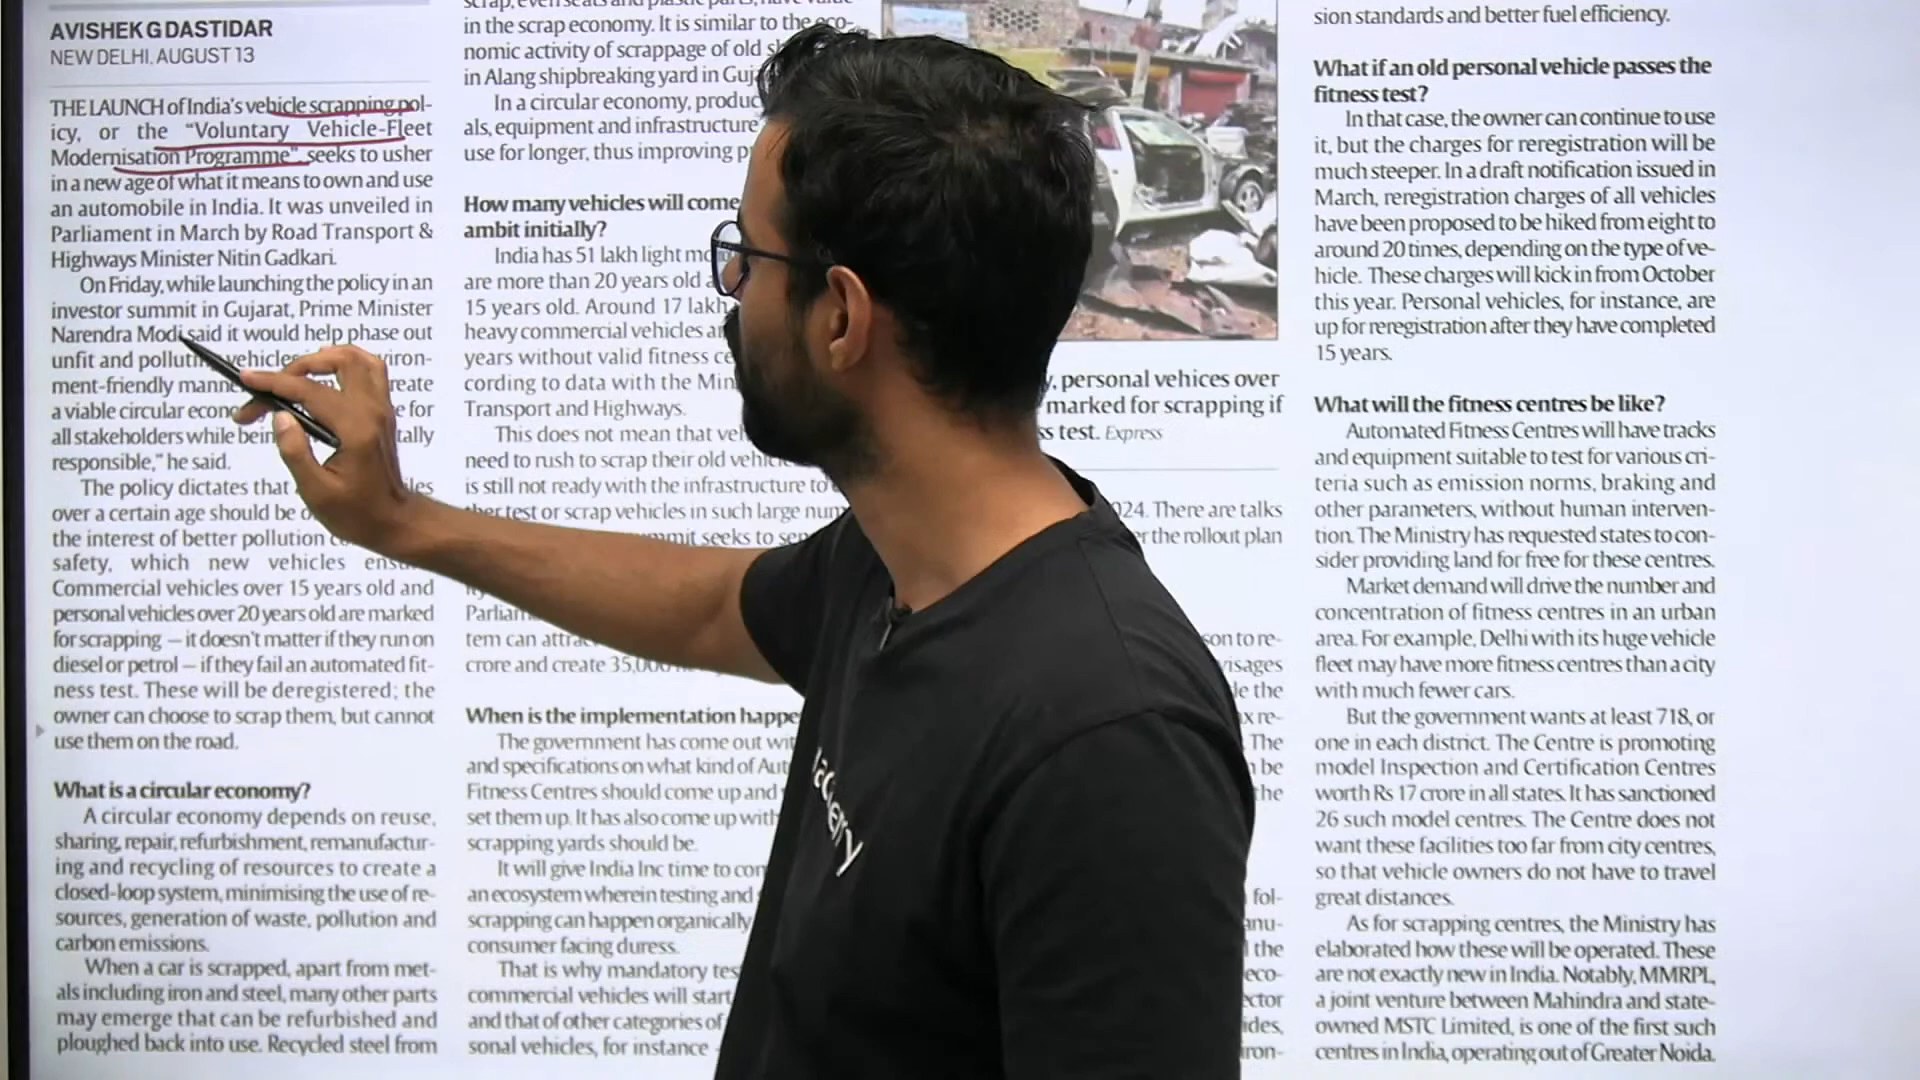 AVISHEK G DASTIDAR
NEW DELHI, AUGUST 13
THE LAUNCH of India's vehicle scrapping pol-
icy, or the “Voluntary Vehicle-Fleet
Modernisation Programme”, seeks to usher
in a new age of what it means to own and use
an automobile in India. It was unveiled in
Parliament in March by Road Transport &
Highways Minister Nitin Gadkari.
On Friday, while launching the policy in an
investor summit in Gujarat, Prime Minister
Narendra Modi said it would help phase out
unfit and polluting vehicles
ment-friendly
a viable circular for
all stakeholders while
responsible,” he said.
The policy dictates that
over a certain age should be
the interest of better pollution
safety, which new vehicles
Commercial vehicles over 15 years old and
personal vehicles over 20 years old are marked
for scrapping — it doesn't matter if they run on
diesel or petrol — if they fail an automated fit-
ness test. These will be deregistered; the
owner can choose to scrap them, but cannot
use them on the road.
What is a circular economy?
A circular economy depends on reuse,
sharing, repair, refurbishment, remanufactur-
ing and recycling of resources to create a
closed-loop system, minimising the use of re-
sources, generation of waste, pollution and
carbon emissions.
When a car is scrapped, apart from met-
als including iron and steel, many other parts
may emerge that can be refurbished and
ploughed back into use. Recycled steel from
scrap, even seats and plastic parts, have value
in the scrap economy. It is similar to the eco-
nomic activity of scrappage of old
in Alang shipbreaking yard in
In a circular economy,
als, equipment and infrastructure
use for longer, thus improving
How many vehicles will come
ambit initially?
India has 51 lakh light
are more than 20 years old
15 years old. Around 17 lakh
heavy commercial vehicles
years without valid fitness
cording to data with the
Transport and Highways.
This does not mean that
need to rush to scrap their old
is still not ready with the infrastructure to
test or scrap vehicles in such large
seeks to
tem can
crore and create 35,000
When is the implementation
The government has come out
and specifications on what kind of
Fitness Centres should come up and
set them up. It has also come up with
scrapping yards should be.
It will give India Inc time to
an ecosystem wherein testing and
scrapping can happen organically
consumer facing duress.
That is why mandatory
commercial vehicles will start
and that of other categories of
sonal vehicles, for instance
personal vehices over
marked for scrapping if
test. Express
There are talks
the rollout plan
son to re-
the
The
be
the
fol-
the
eco-
sion standards and better fuel efficiency.
What if an old personal vehicle passes the
fitness test?
In that case, the owner can continue to use
it, but the charges for reregistration will be
much steeper. In a draft notification issued in
March, reregistration charges of all vehicles
have been proposed to be hiked from eight to
around 20 times, depending on the type of ve-
hicle. These charges will kick in from October
this year. Personal vehicles, for instance, are
up for reregistration after they have completed
15 years.
What will the fitness centres be like?
Automated Fitness Centres will have tracks
and equipment suitable to test for various cri-
teria such as emission norms, braking and
other parameters, without human interven-
tion. The Ministry has requested states to con-
sider providing land for free for these centres.
Market demand will drive the number and
concentration of fitness centres in an urban
area. For example, Delhi with its huge vehicle
fleet may have more fitness centres than a city
with much fewer cars.
But the government wants at least 718, or
one in each district. The Centre is promoting
model Inspection and Certification Centres
worth Rs 17 crore in all states. It has sanctioned
26 such model centres. The Centre does not
want these facilities too far from city centres,
so that vehicle owners do not have to travel
great distances.
As for scrapping centres, the Ministry has
elaborated how these will be operated. These
are not exactly new in India. Notably, MMRPL,
a joint venture between Mahindra and state-
owned MSTC Limited, is one of the first such
centres in India, operating out of Greater Noida.